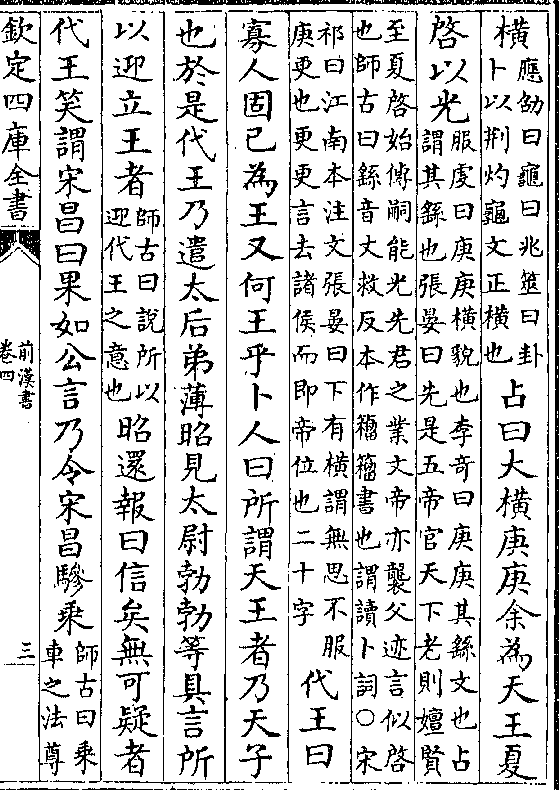 橫應劭曰龜曰兆筮曰卦卜以荆灼龜文正橫也占曰大橫庚庚余為天王夏
啓以光服虔曰庚庚橫貌也李奇曰庚庚其繇文也占謂其繇也張晏曰先是五帝官天下老則嬗賢
至夏啓始傳嗣能光先君之業文帝亦襲父迹言似啓也師古曰繇音丈救反本作籕籕書也謂讀卜詞○宋
祁曰江南本注文張晏曰下有橫謂無思不服庚更也更更言去諸侯而即帝位也二十字代王曰
寡人固已為王又何王乎卜人曰所謂天王者乃天子
也於是代王乃遣太后弟薄昭見太尉勃勃等具言所
以迎立王者師古曰說所以迎代王之意也昭還報曰信矣無可疑者
代王笑謂宋昌曰果如公言乃令宋昌驂乘師古曰乘車之法尊
欽定四庫全書
前漢書
卷四
三